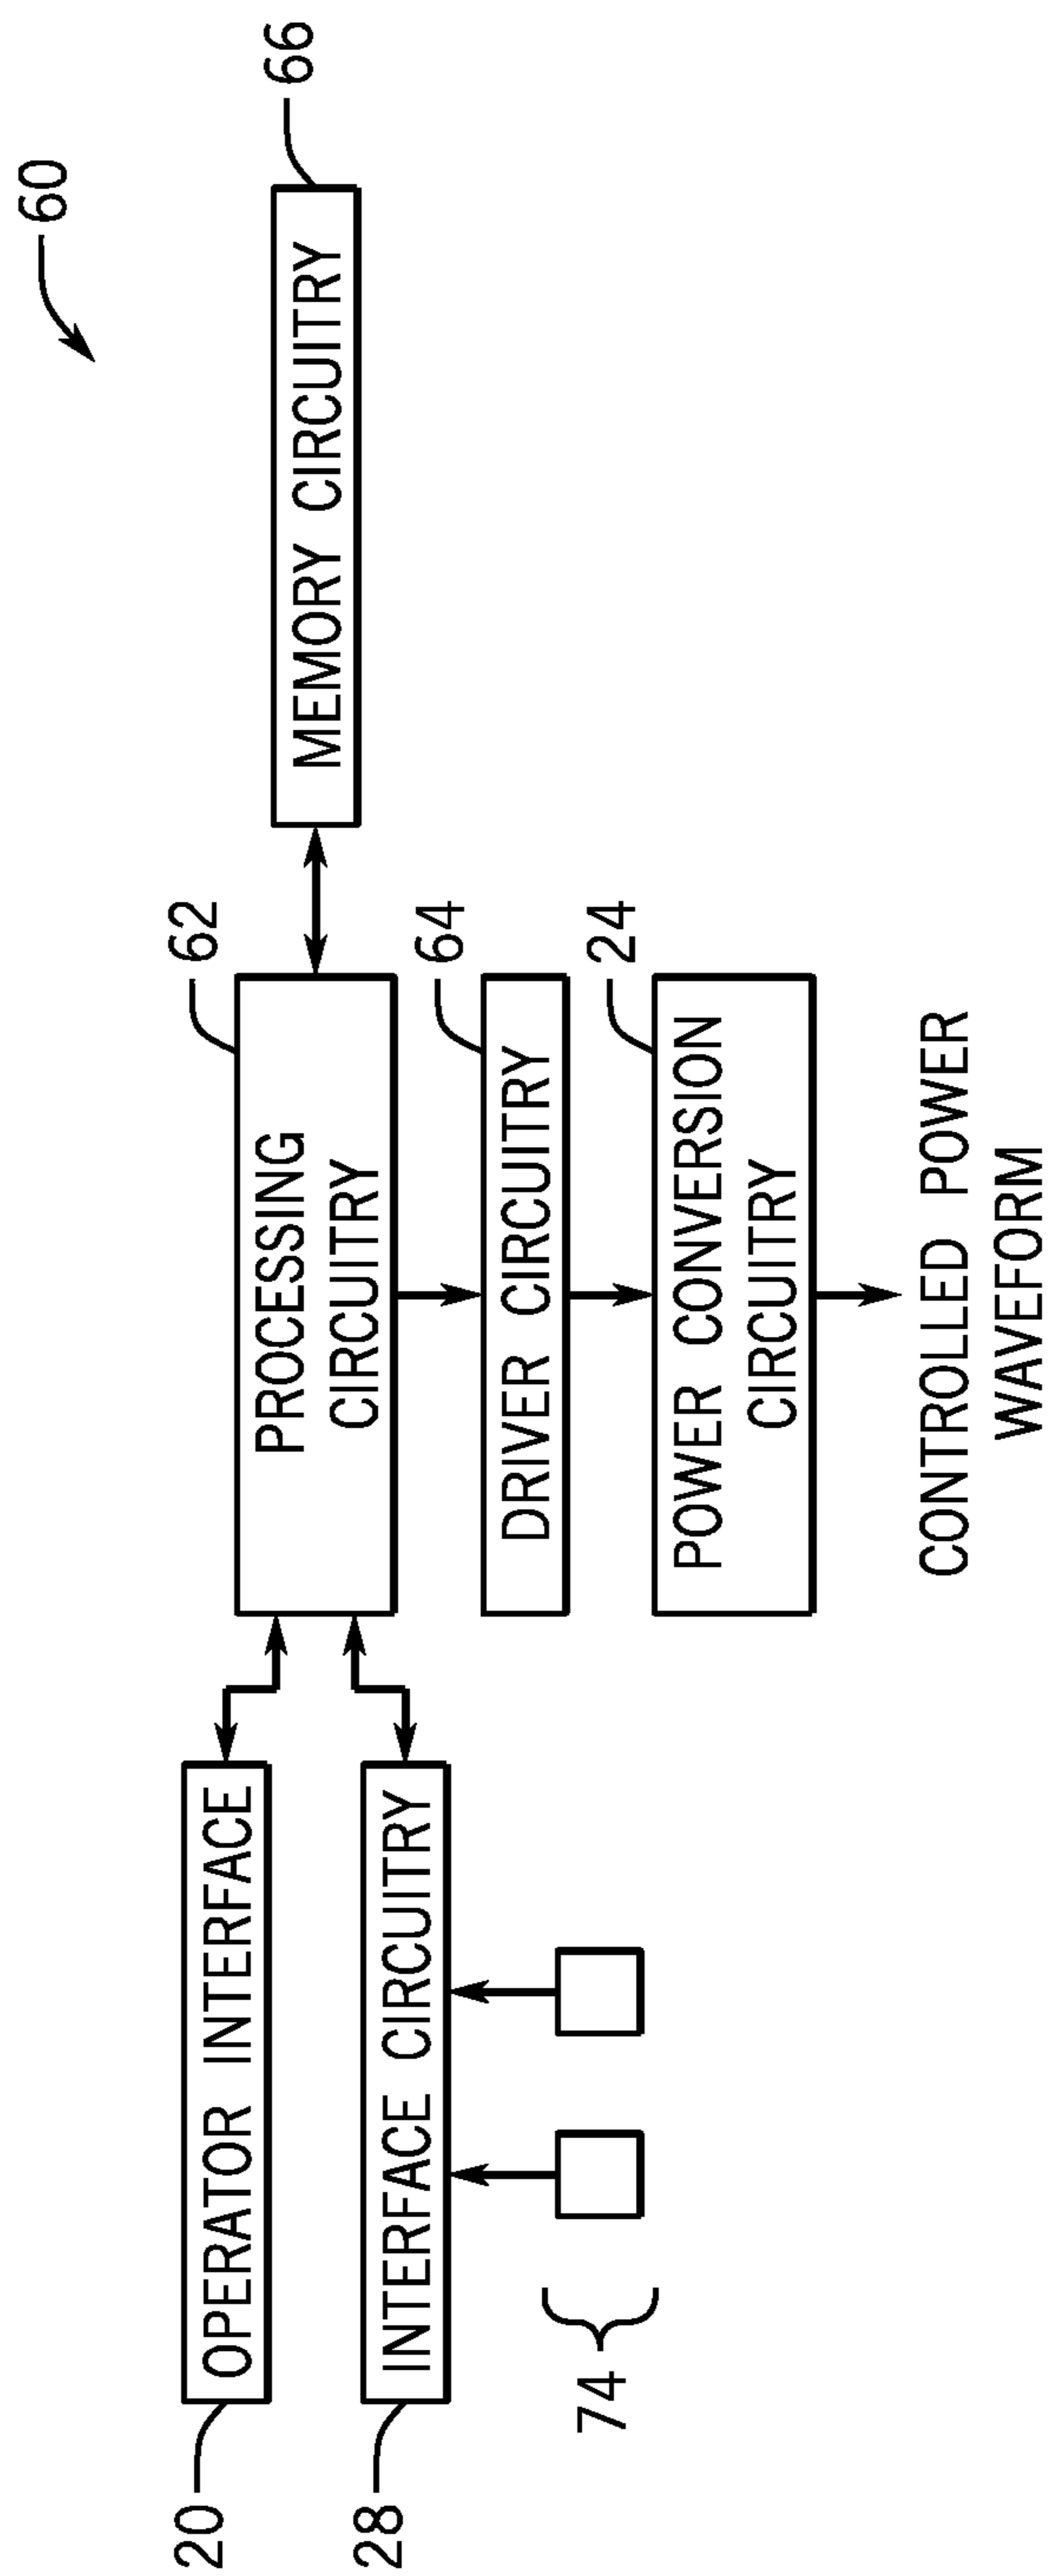 60
20
OPERATOR INTERFACE
62
PROCESSING
CIRCUITRY
66
MEMORY CIRCUITRY
28
INTERFACE CIRCUITRY
64
DRIVER CIRCUITRY
74
24
POWER CONVERSION
CIRCUITRY
CONTROLLED POWER
WAVEFORM